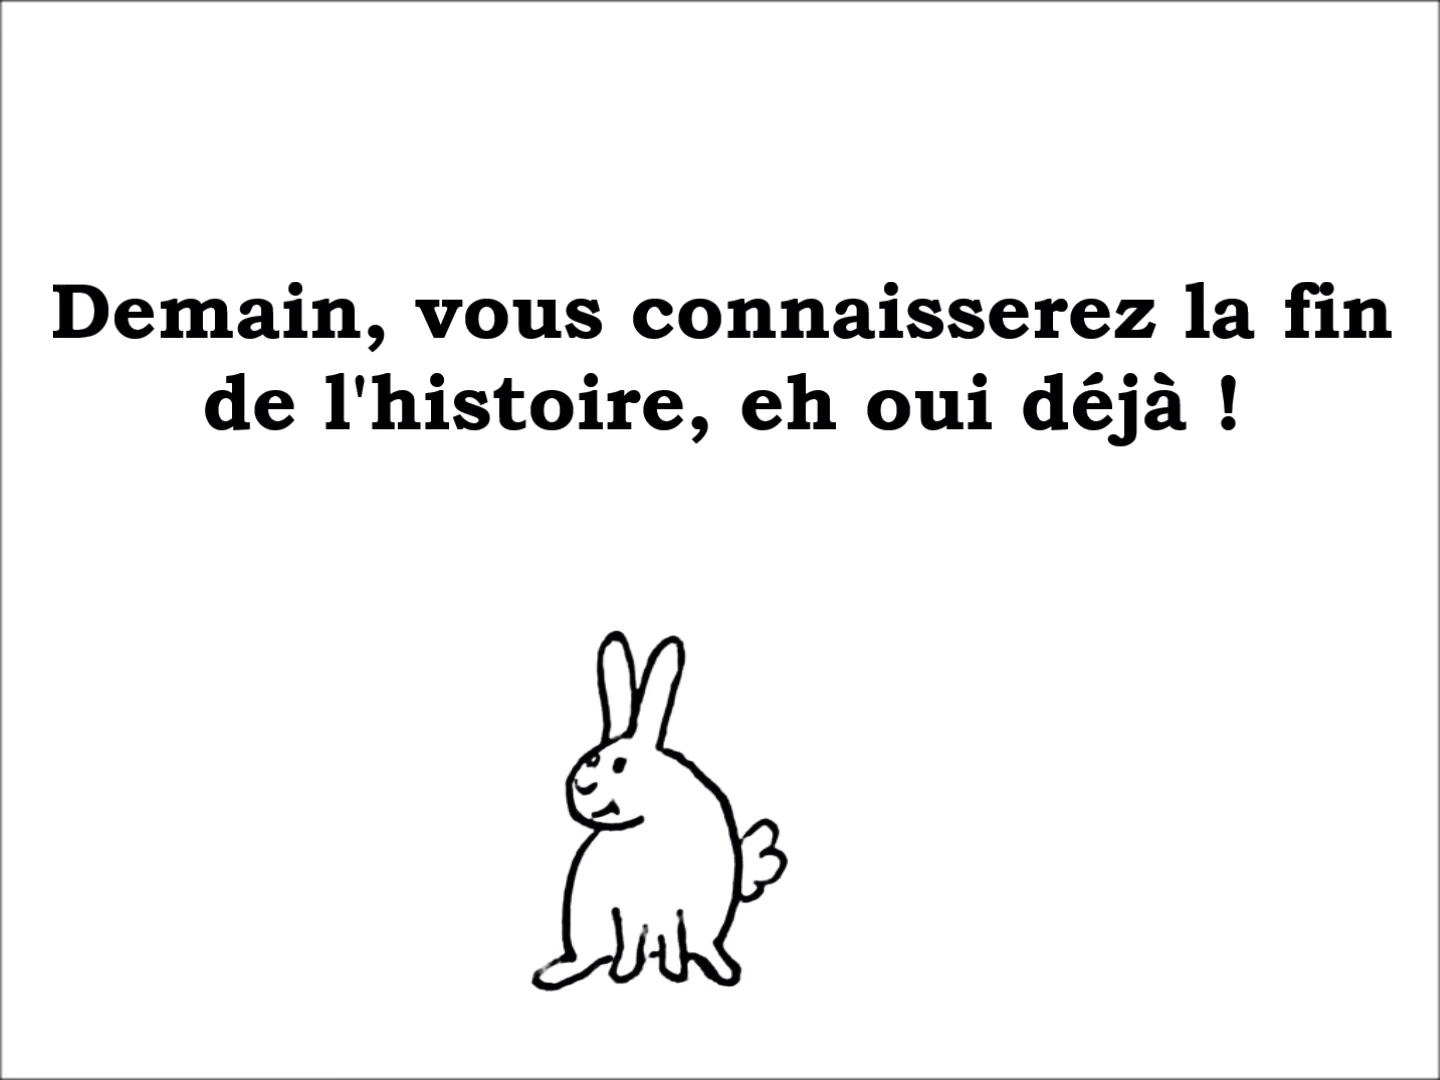 Demain, vous connaisserez la fin
de l'histoire, eh oui déjà !